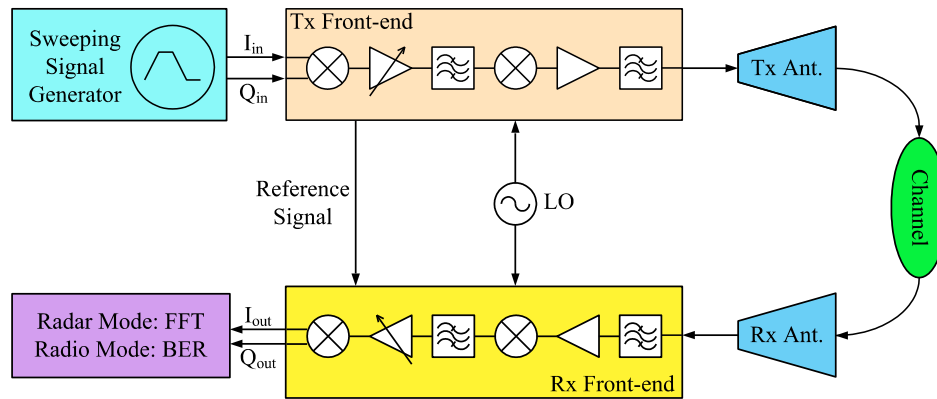 Sweeping
Signal
Generator
I_in
Q_in
Tx Front-end
Tx Ant.
Channel
Reference
Signal
LO
Radar Mode: FFT
Radio Mode: BER
I_out
Q_out
Rx Front-end
Rx Ant.